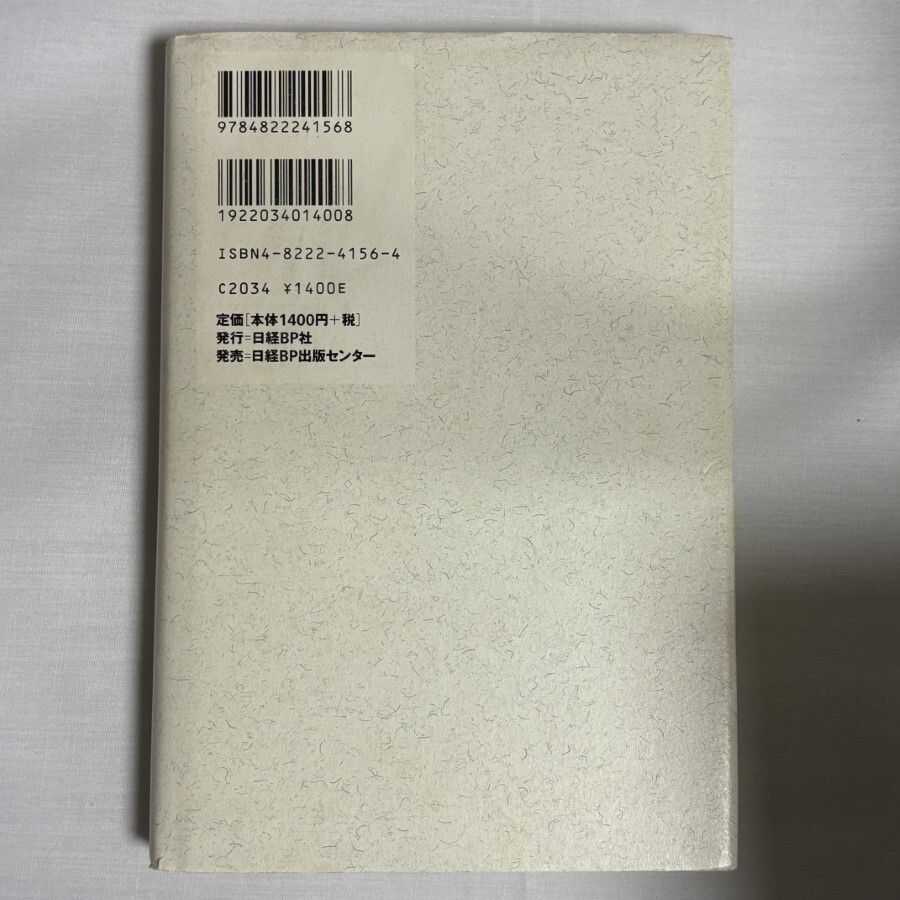 9784822241568
1922034014008
ISBN4-8222-4156-4
C2034 ¥1400E
定価[本体1400円+税]
発行=日経BP社
発売=日経BP出版センター